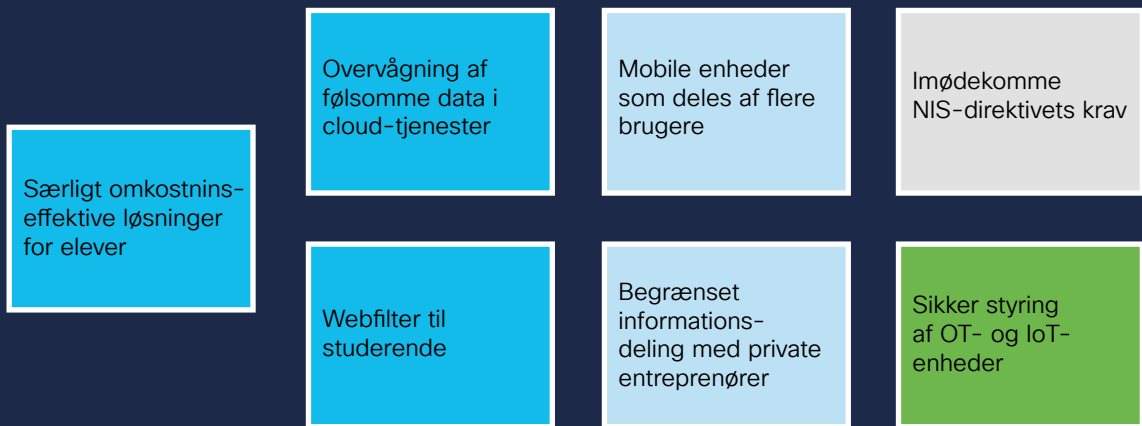 Særligt omkostnins-
effektive løsninger
for elever
Overvågning af
følsomme data i
cloud-tjenester
Webfilter til
studerende
Mobile enheder
som deles af flere
brugere
Begrænset
informations-
deling med private
entreprenører
Imødekomme
NIS-direktivets krav
Sikker styring
af OT- og IoT-
enheder